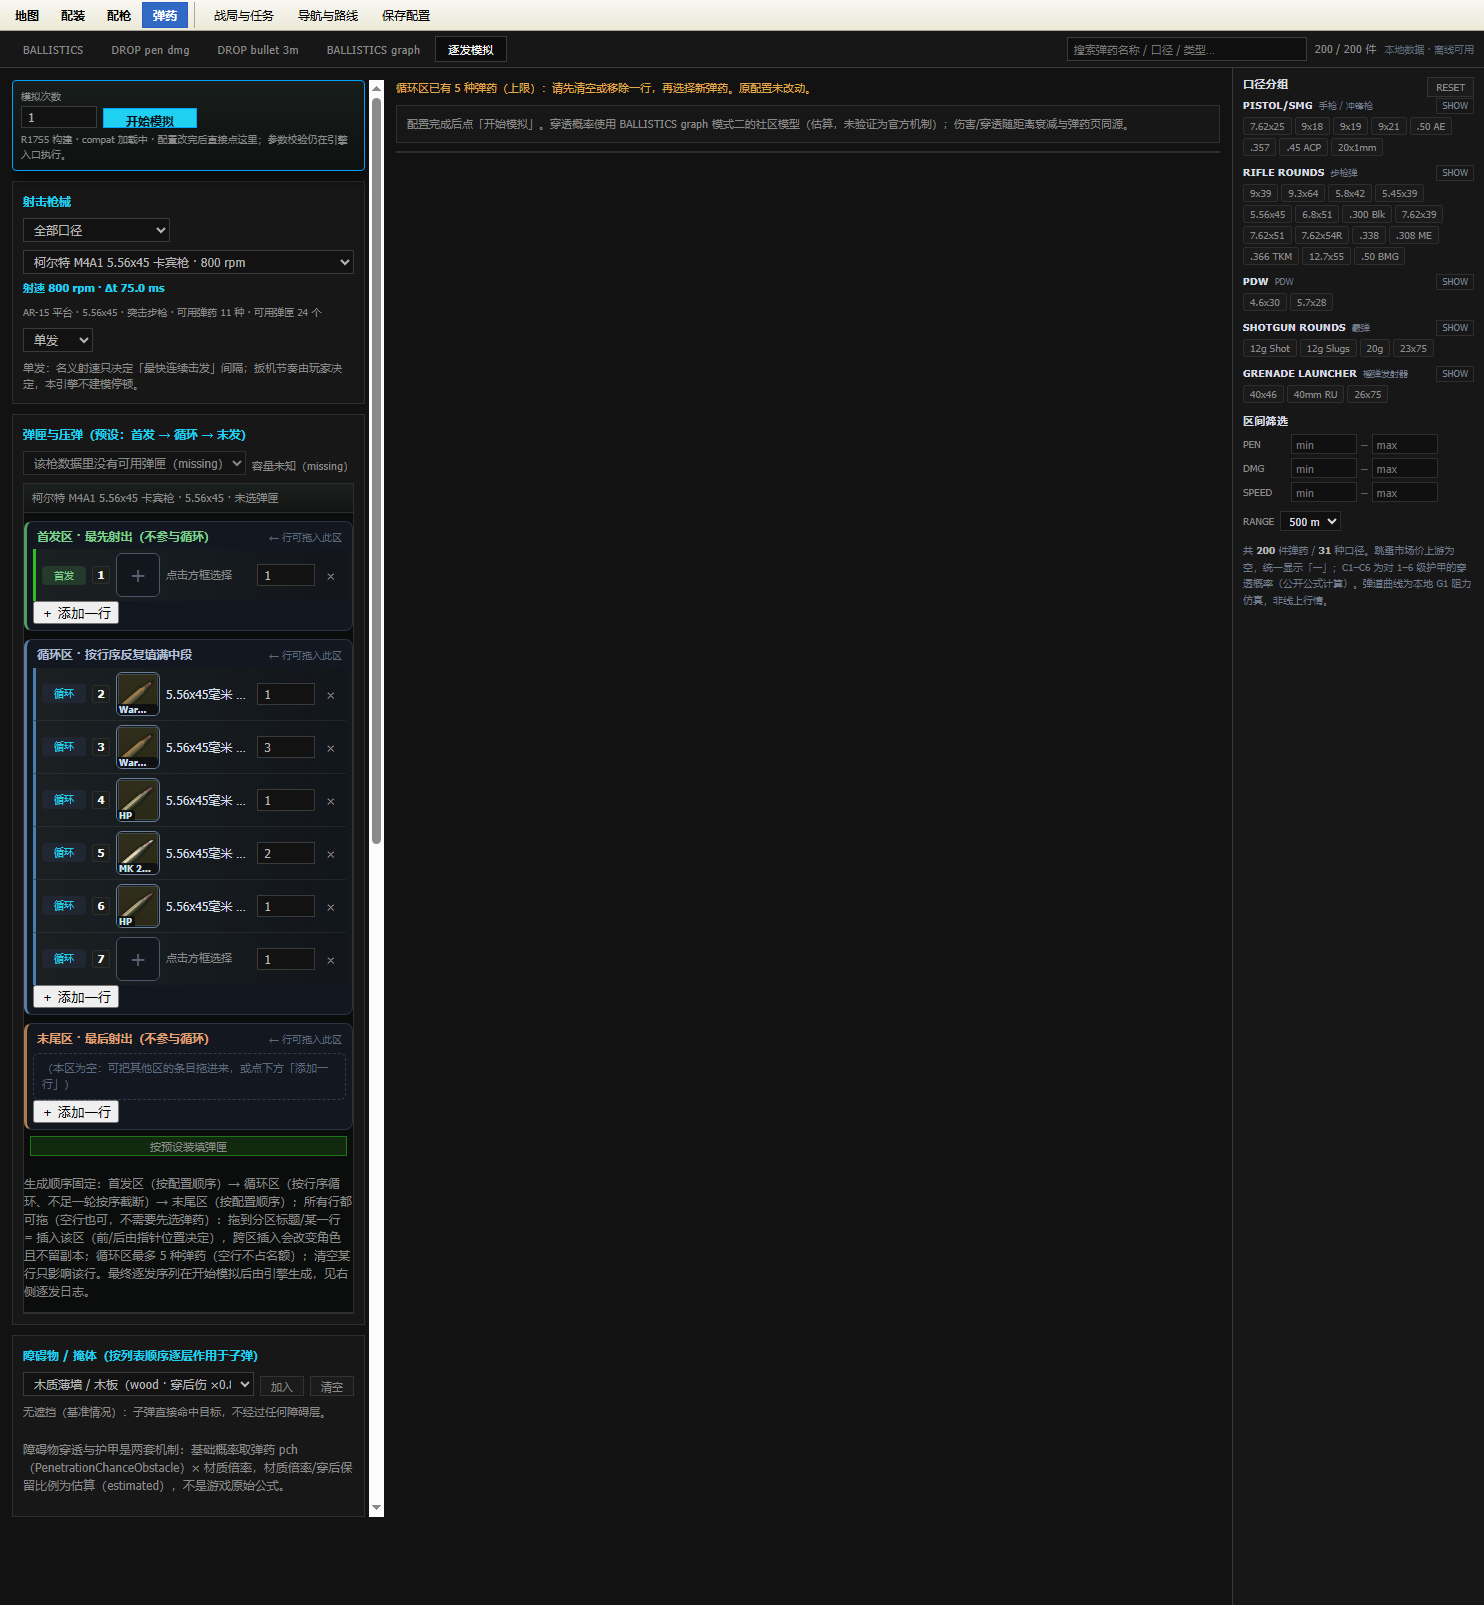 地图 配装 配枪 弹药 战局与任务 导航与路线 保存配置
BALLISTICS DROP pen dmg DROP bullet 3m BALLISTICS graph 逐发模拟 搜索弹药名称 / 口径 / 类型... 200 / 200 件 本地数据 · 离线可用
模拟次数
1 开始模拟
R17S5 构建 · compat 加载中 · 配置改完后直接点这里；参数校验仍在引擎
入口执行。
射击枪械
全部口径
柯尔特 M4A1 5.56x45 卡宾枪 · 800 rpm
射速 800 rpm · Δt 75.0 ms
AR-15 平台 · 5.56x45 · 突击步枪 · 可用弹药 11 种 · 可用弹匣 24 个
单发
单发：名义射速只决定「最快连续击发」间隔；扳机节奏由玩家决
定，本引擎不建模停顿。
弹匣与压弹（预设：首发 → 循环 → 末发）
该枪数据里没有可用弹匣（missing） 容量未知（missing）
柯尔特 M4A1 5.56x45 卡宾枪 · 5.56x45 · 未选弹匣
首发区 · 最先射出（不参与循环） ← 行可拖入此区
首发 1 + 点击方框选择 1 ×
+ 添加一行
循环区 · 按行序反复填满中段 ← 行可拖入此区
循环 2 War... 5.56x45毫米 ... 1 ×
循环 3 War... 5.56x45毫米 ... 3 ×
循环 4 HP 5.56x45毫米 ... 1 ×
循环 5 MK 2... 5.56x45毫米 ... 2 ×
循环 6 HP 5.56x45毫米 ... 1 ×
循环 7 + 点击方框选择 1 ×
+ 添加一行
末尾区 · 最后射出（不参与循环） ← 行可拖入此区
（本区为空：可把其他区的条目拖进来，或点下方「添加一
行」）
+ 添加一行
按预设装填弹匣
生成顺序固定：首发区（按配置顺序）→ 循环区（按行序循
环、不足一轮按序截断）→ 末尾区（按配置顺序）；所有行都
可拖（空行也可，不需要先选弹药）：拖到分区标题/某一行
= 插入该区（前/后由指针位置决定），跨区插入会改变角色
且不留副本；循环区最多 5 种弹药（空行不占名额）；清空某
行只影响该行。最终逐发序列在开始模拟后由引擎生成，见右
侧逐发日志。
障碍物 / 掩体（按列表顺序逐层作用于子弹）
木质薄墙 / 木板（wood · 穿后伤 ×0.8 加入 清空
无遮挡（基准情况）：子弹直接命中目标，不经过任何障碍层。
障碍物穿透与护甲是两套机制：基础概率取弹药 pch
（PenetrationChanceObstacle）× 材质倍率，材质倍率/穿后保
留比例为估算（estimated），不是游戏原始公式。
循环区已有 5 种弹药（上限）：请先清空或移除一行，再选择新弹药。原配置未改动。
配置完成后点「开始模拟」。穿透概率使用 BALLISTICS graph 模式二的社区模型（估算，未验证为官方机制）；伤害/穿透随距离衰减与弹药页同源。
口径分组 RESET
PISTOL/SMG 手枪 / 冲锋枪 SHOW
7.62x25 9x18 9x19 9x21 .50 AE
.357 .45 ACP 20x1mm
RIFLE ROUNDS 步枪弹 SHOW
9x39 9.3x64 5.8x42 5.45x39
5.56x45 6.8x51 .300 Blk 7.62x39
7.62x51 7.62x54R .338 .308 ME
.366 TKM 12.7x55 .50 BMG
PDW PDW SHOW
4.6x30 5.7x28
SHOTGUN ROUNDS 霰弹 SHOW
12g Shot 12g Slugs 20g 23x75
GRENADE LAUNCHER 榴弹发射器 SHOW
40x46 40mm RU 26x75
区间筛选
PEN min — max
DMG min — max
SPEED min — max
RANGE 500 m
共 200 件弹药 / 31 种口径。跳蚤市场价上游为
空，统一显示「—」；C1–C6 为对 1–6 级护甲的穿
透概率（公开公式计算）。弹道曲线为本地 G1 阻力
仿真，非线上行情。